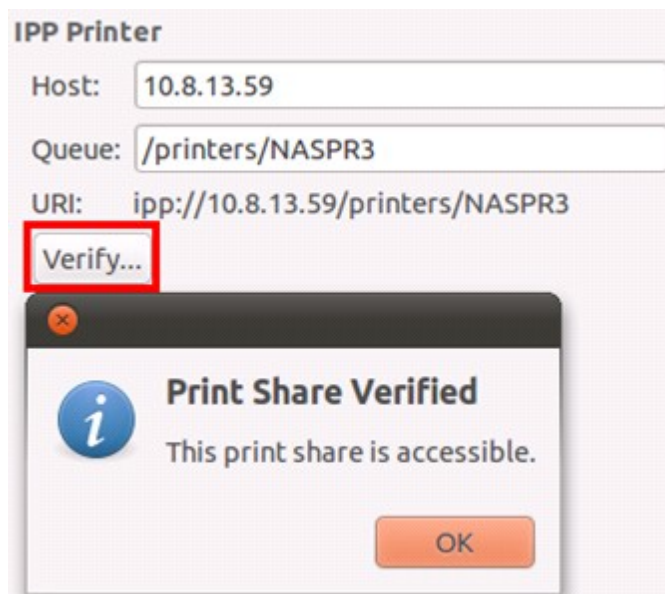 IPP Printer
Host: 10.8.13.59
Queue: /printers/NASPR3
URI: ipp://10.8.13.59/printers/NASPR3
Verify...
Print Share Verified
This print share is accessible.
OK